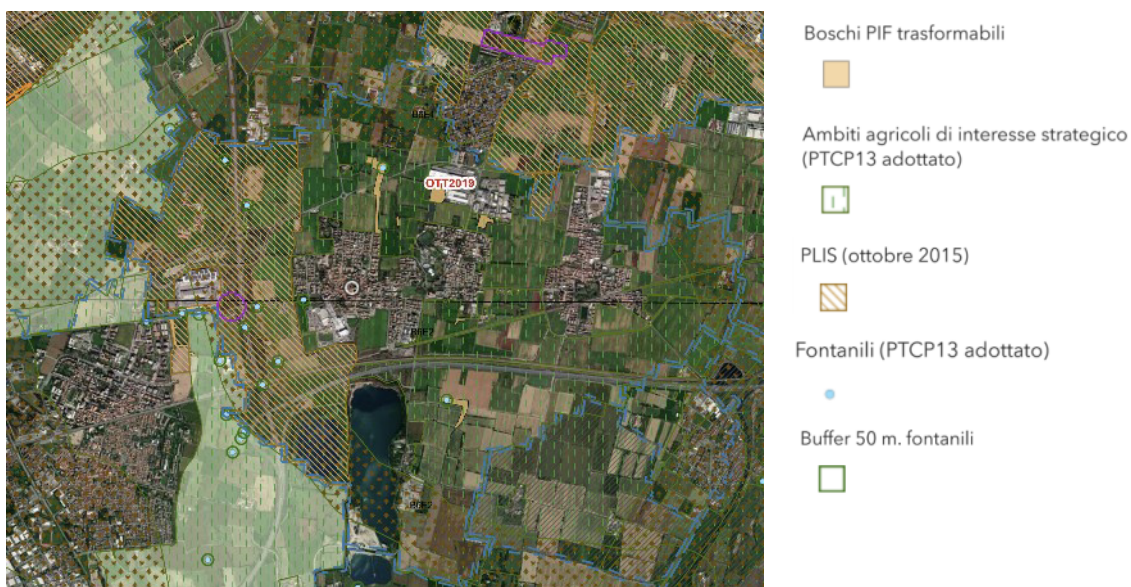 OTT2019
Boschi PIF trasformabili
Ambiti agricoli di interesse strategico
(PTCP13 adottato)
PLIS (ottobre 2015)
Fontanili (PTCP13 adottato)
Buffer 50 m. fontanili